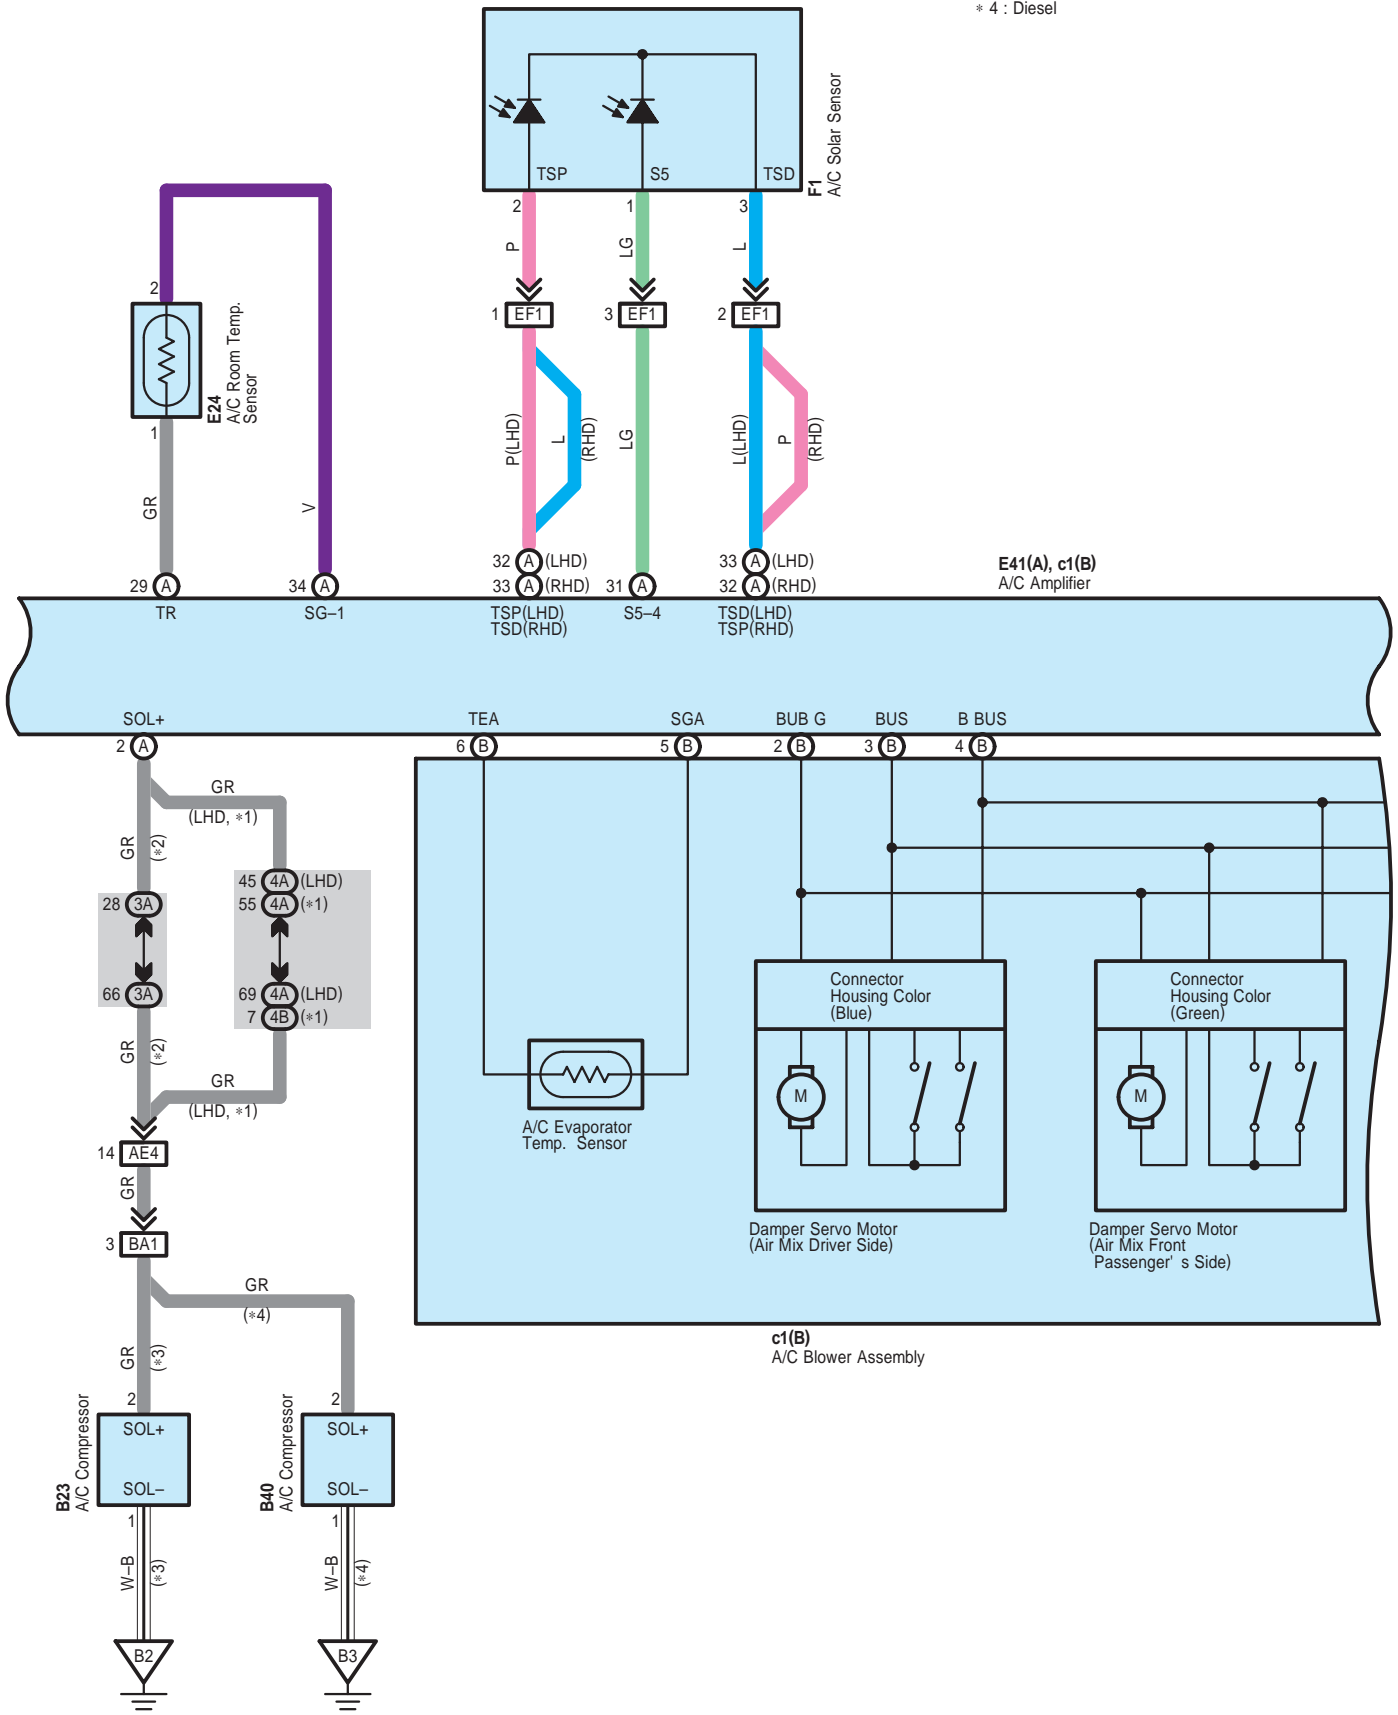 * 4 : Diesel
TSP
S5
TSD
F1
A/C Solar Sensor
2
1
3
P
LG
L
2
1 EF1
3 EF1
2 EF1
E24
A/C Room Temp.
Sensor
1
GR
V
P(LHD)
L
(RHD)
LG
L(LHD)
P
(RHD)
32 A (LHD)
33 A (LHD)
29 A
34 A
33 A (RHD)
31 A
32 A (RHD)
E41(A), c1(B)
A/C Amplifier
TR
SG–1
TSP(LHD)
TSD(RHD)
S5–4
TSD(LHD)
TSP(RHD)
SOL+
TEA
SGA
BUB G
BUS
B BUS
2 A
6 B
5 B
2 B
3 B
4 B
GR
(LHD, *1)
GR
(*2)
45 4A (LHD)
28 3A
55 4A (*1)
66 3A
69 4A (LHD)
7 4B (*1)
GR
(*2)
GR
(LHD, *1)
14 AE4
GR
3 BA1
Connector
Housing Color
(Blue)
Connector
Housing Color
(Green)
M
M
A/C Evaporator
Temp. Sensor
Damper Servo Motor
(Air Mix Driver Side)
Damper Servo Motor
(Air Mix Front
Passenger' s Side)
GR
(*4)
c1(B)
A/C Blower Assembly
GR
(*3)
2
2
B23
A/C Compressor
SOL+
SOL–
B40
A/C Compressor
SOL+
SOL–
1
1
W–B
(*3)
W–B
(*4)
B2
B3